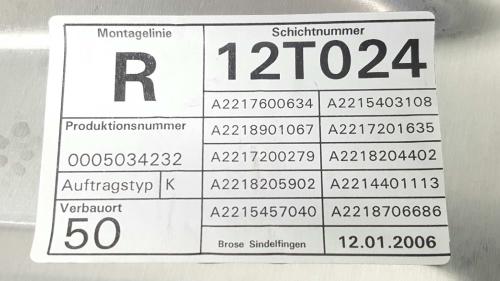 Montagelinie
R
Schichtnummer
12T024
Produktionsnummer
0005034232
Auftragstyp K
Verbauort
50
A2217600634 A2215403108
A2218901067 A2217201635
A2217200279 A2218204402
A2218205902 A2214401113
A2215457040 A2218706686
Brose Sindelfingen 12.01.2006